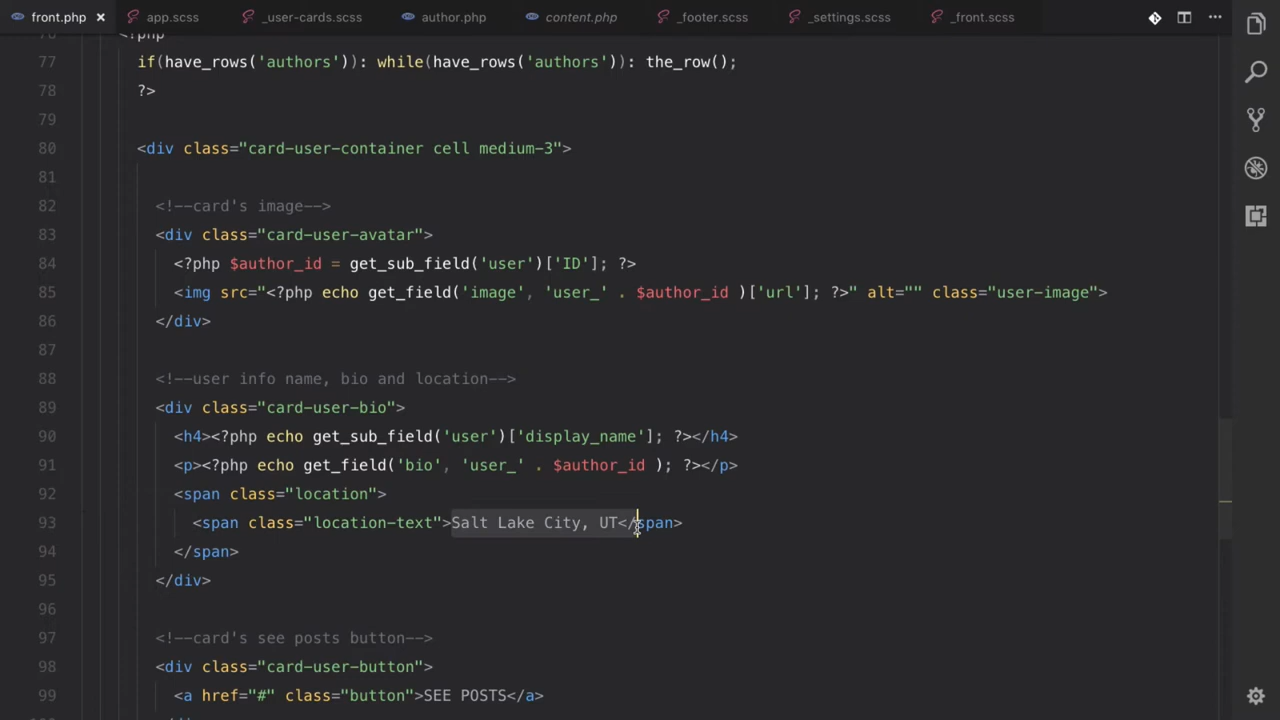 front.php × app.scss _user-cards.scss author.php content.php _footer.scss _settings.scss _front.scss
76 <?php
77 if(have_rows('authors')): while(have_rows('authors')): the_row();
78 ?>
79
80 <div class="card-user-container cell medium-3">
81
82 <!--card's image-->
83 <div class="card-user-avatar">
84 <?php $author_id = get_sub_field('user')['ID']; ?>
85 <img src="<?php echo get_field('image', 'user_' . $author_id )['url']; ?>" alt="" class="user-image">
86 </div>
87
88 <!--user info name, bio and location-->
89 <div class="card-user-bio">
90 <h4><?php echo get_sub_field('user')['display_name']; ?></h4>
91 <p><?php echo get_field('bio', 'user_' . $author_id ); ?></p>
92 <span class="location">
93 <span class="location-text">Salt Lake City, UT</span>
94 </span>
95 </div>
96
97 <!--card's see posts button-->
98 <div class="card-user-button">
99 <a href="#" class="button">SEE POSTS</a>